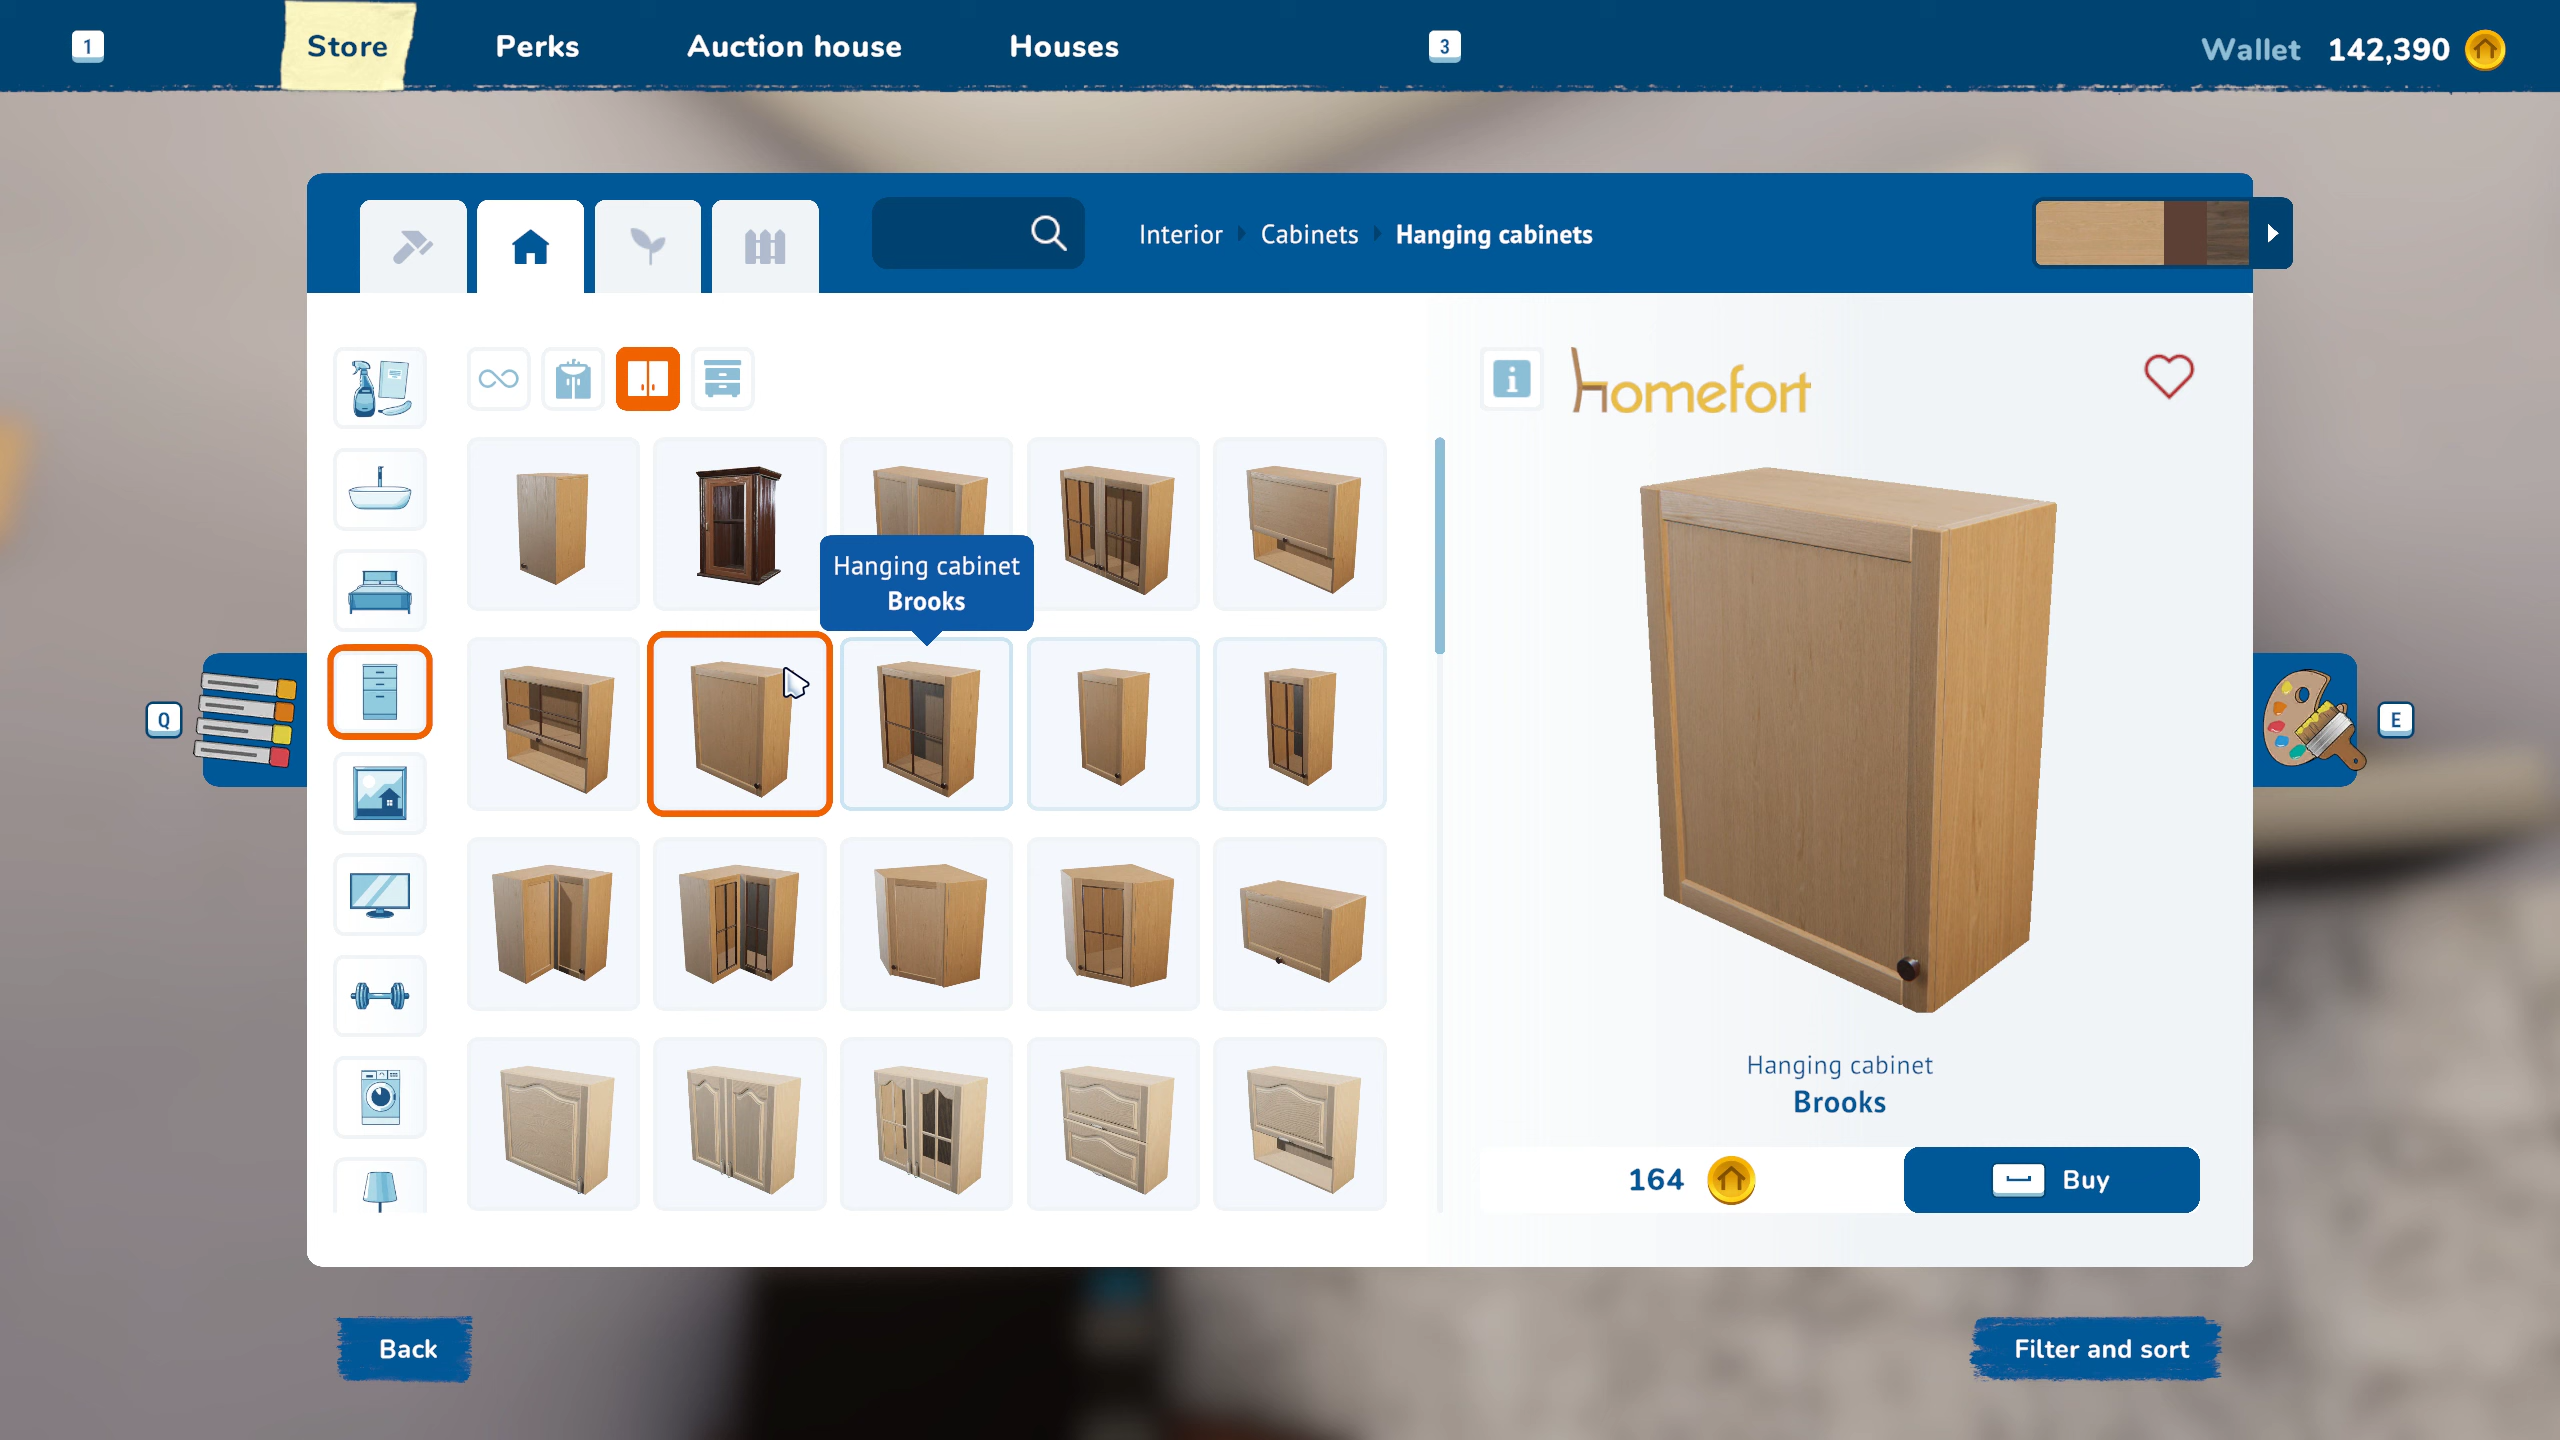 1
Store
Perks
Auction house
Houses
3
Wallet 142,390
Interior
Cabinets
Hanging cabinets
i
homefort
Hanging cabinet
Brooks
Q
E
Hanging cabinet
Brooks
164
Buy
Back
Filter and sort